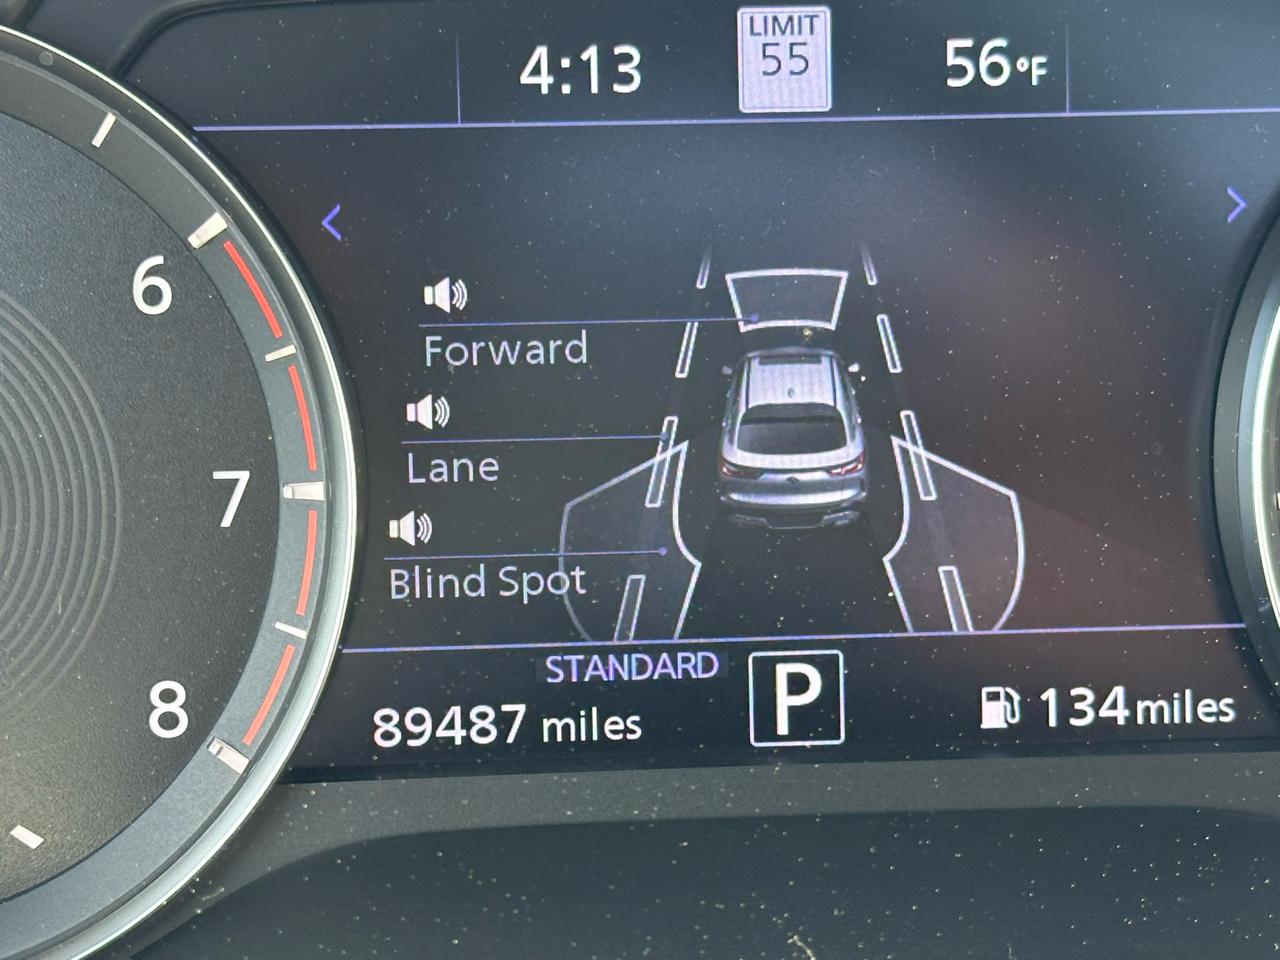 4:13
LIMIT
55
56°F
<
>
Forward
Lane
Blind Spot
STANDARD
89487 miles
P
134 miles
6
7
8